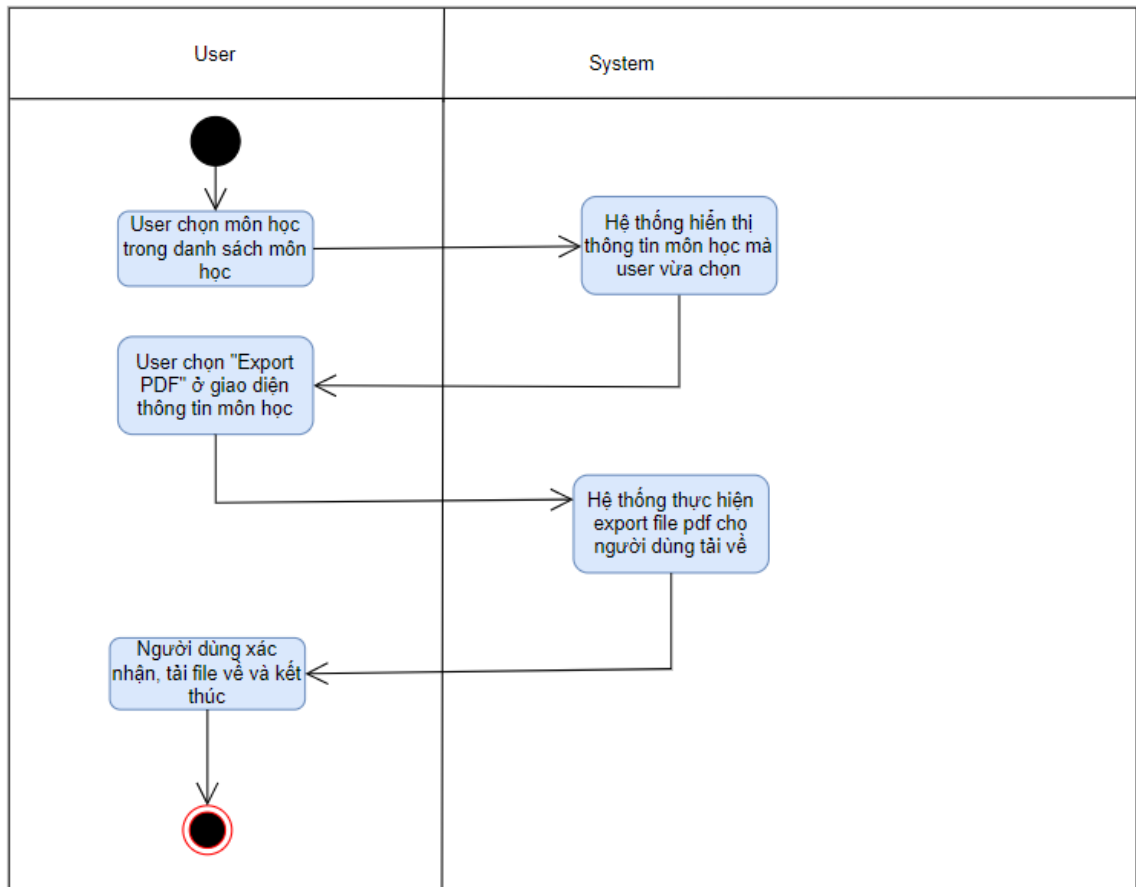 User
System
User chọn môn học
trong danh sách môn
học
Hệ thống hiển thị
thông tin môn học mà
user vừa chọn
User chọn "Export
PDF" ở giao diện
thông tin môn học
Hệ thống thực hiện
export file pdf cho
người dùng tải về
Người dùng xác
nhận, tải file về và kết
thúc